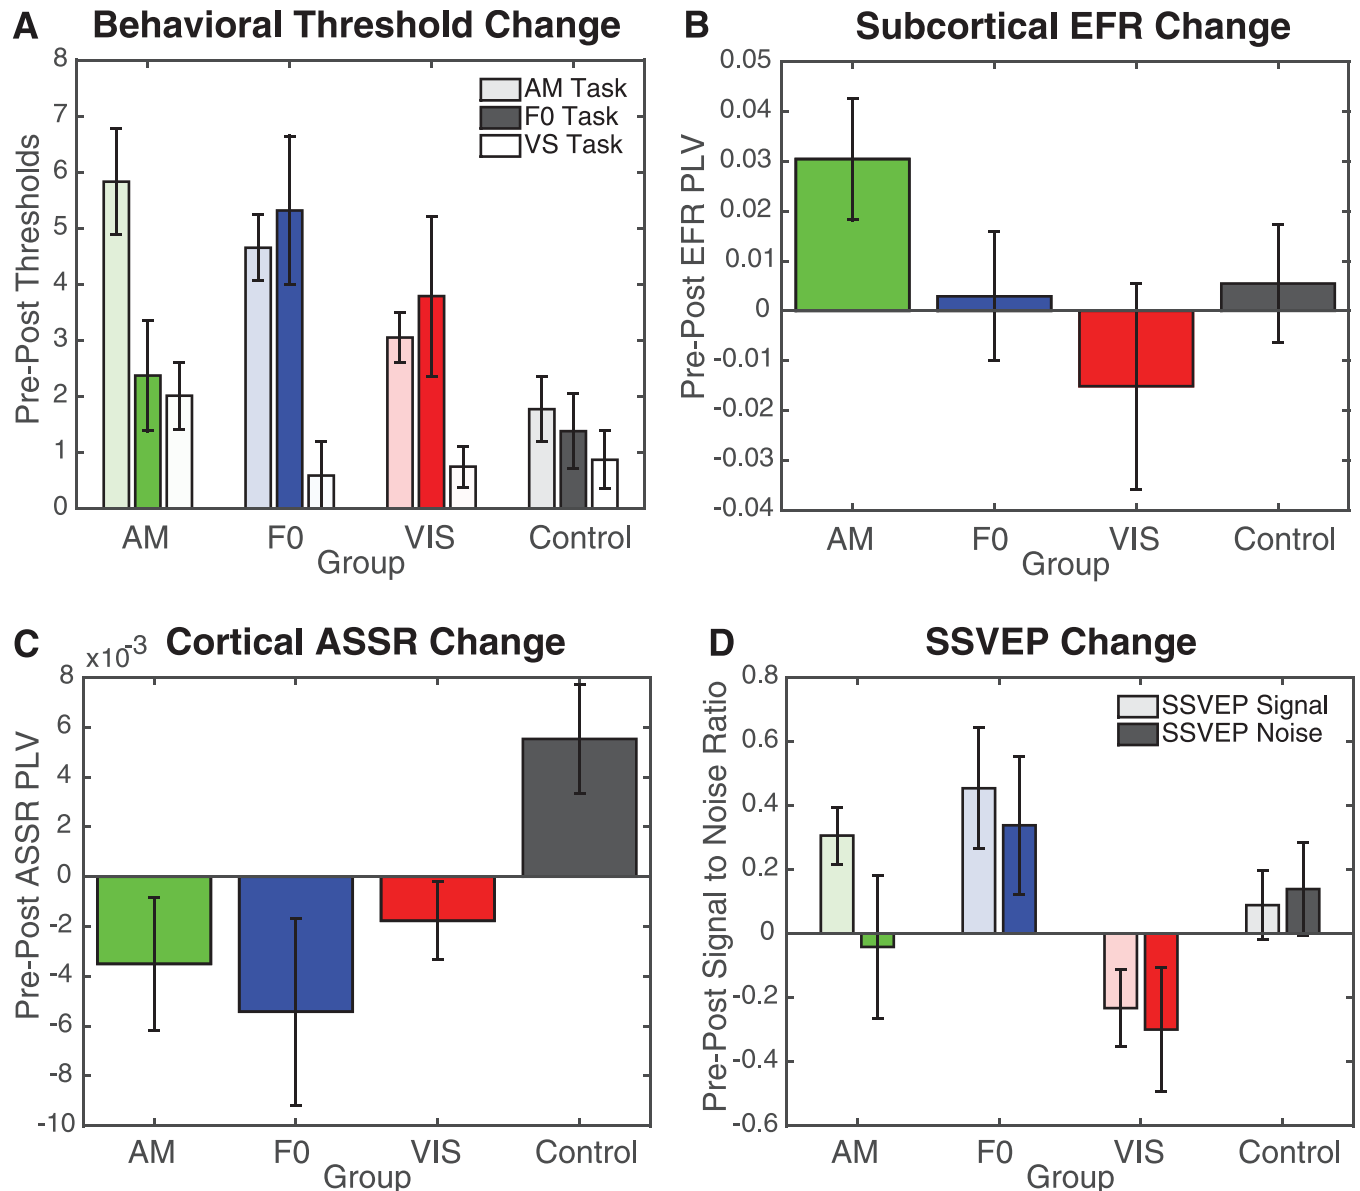 A Behavioral Threshold Change
8
7
6
5
4
3
2
1
0
Pre-Post Thresholds
AM Task
F0 Task
VS Task
AM F0 VIS Control
Group
B Subcortical EFR Change
0.05
0.04
0.03
0.02
0.01
0
-0.01
-0.02
-0.03
-0.04
Pre-Post EFR PLV
AM F0 VIS Control
Group
C Cortical ASSR Change
x10-3
8
6
4
2
0
-2
-4
-6
-8
-10
Pre-Post ASSR PLV
AM F0 VIS Control
Group
D SSVEP Change
0.8
0.6
0.4
0.2
0
-0.2
-0.4
-0.6
Pre-Post Signal to Noise Ratio
SSVEP Signal
SSVEP Noise
AM F0 VIS Control
Group